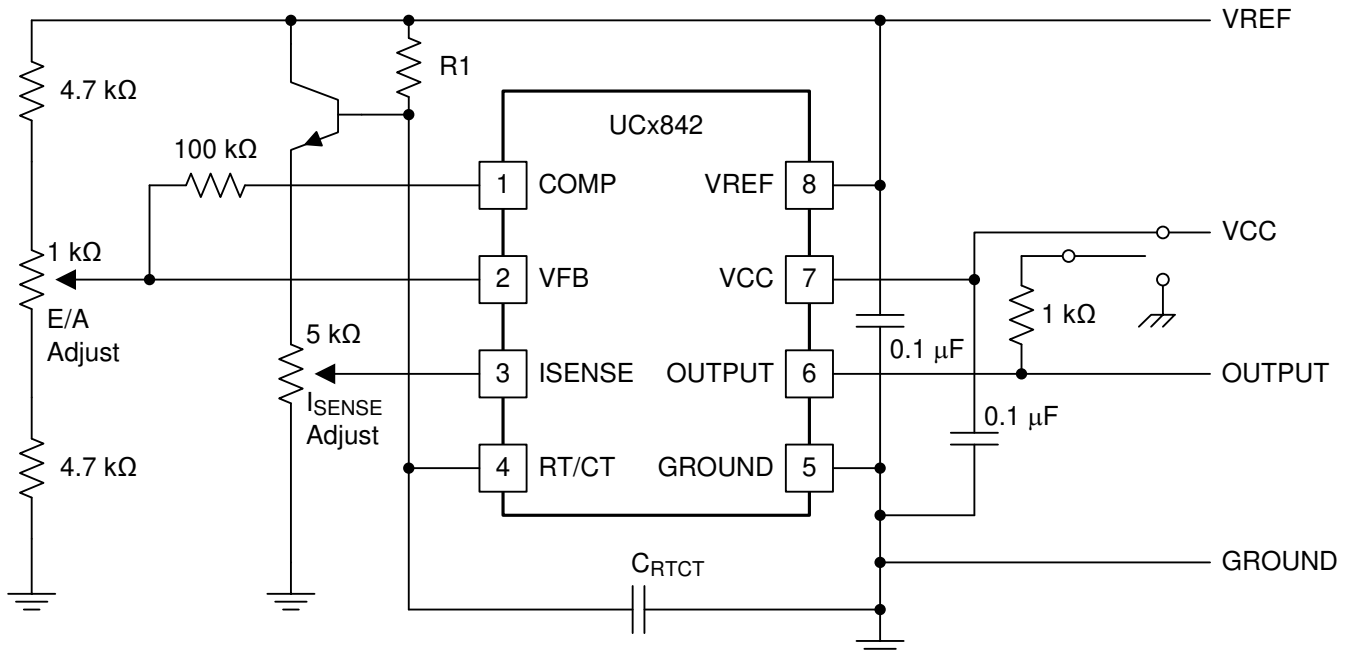 VREF
4.7 kΩ
R1
UCx842
100 kΩ
1 COMP
VREF 8
1 kΩ
E/A
Adjust
2 VFB
VCC 7
VCC
1 kΩ
0.1 µF
5 kΩ
ISENSE
Adjust
3 ISENSE
OUTPUT 6
OUTPUT
0.1 µF
4.7 kΩ
4 RT/CT
GROUND 5
CRTCT
GROUND